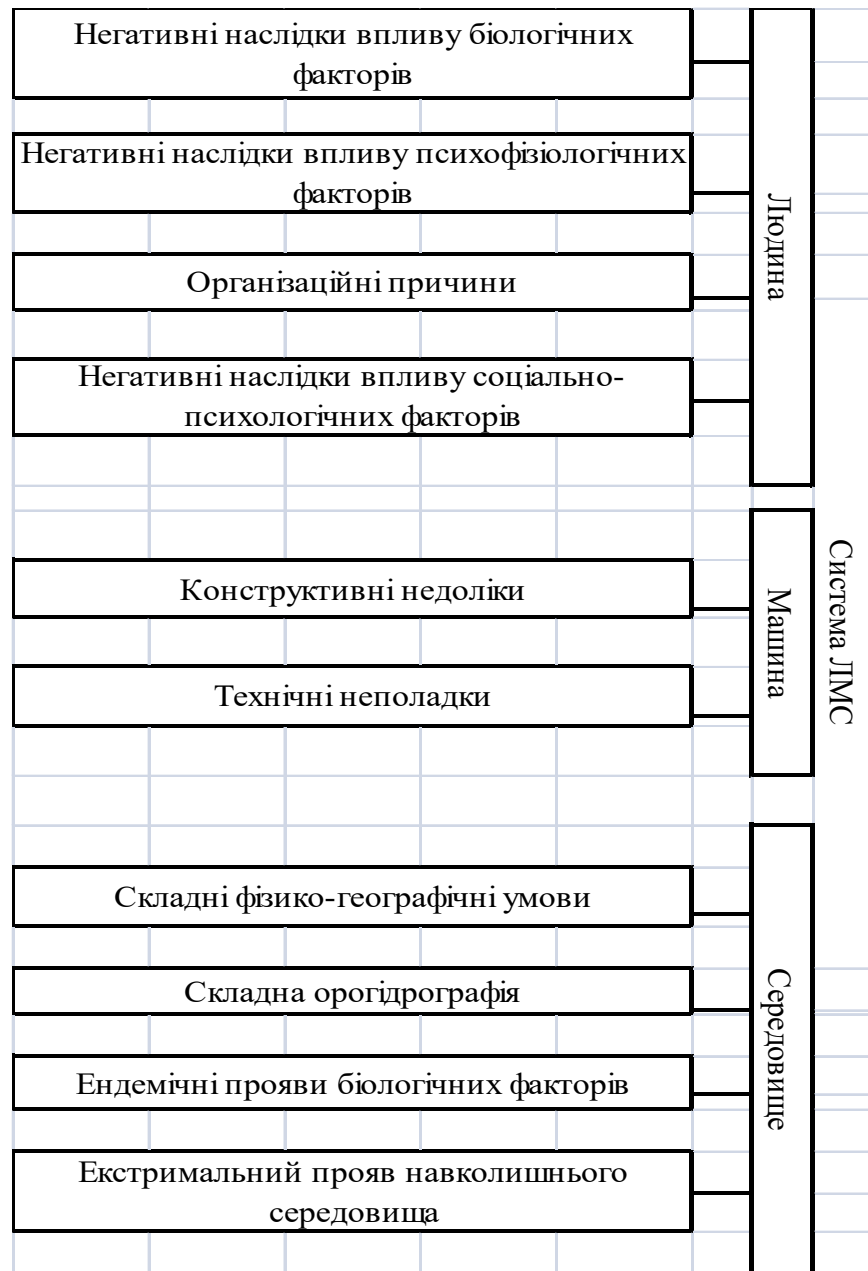 Негативні наслідки впливу біологічних
факторів
Негативні наслідки впливу психофізіологічних
факторів
Організаційні причини
Негативні наслідки впливу соціально-
психологічних факторів
Людина
Конструктивні недоліки
Технічні неполадки
Машина
Система ЛМС
Складні фізико-географічні умови
Складна орогідрографія
Ендемічні прояви біологічних факторів
Екстримальний прояв навколишнього
середовища
Середовище